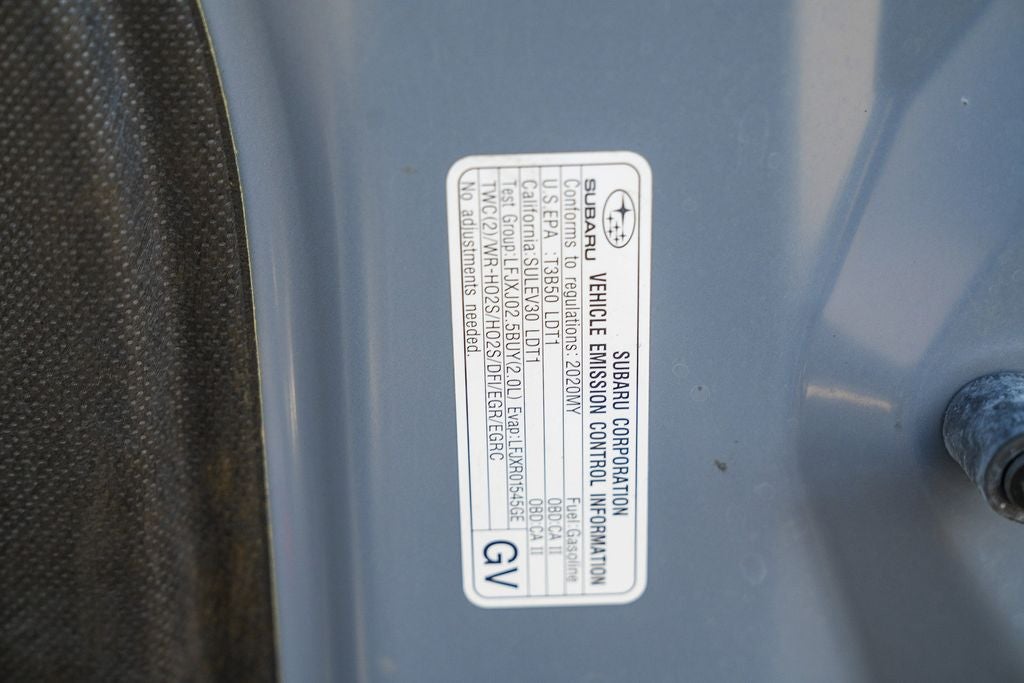 SUBARU CORPORATION
SUBARU VEHICLE EMISSION CONTROL INFORMATION
Conforms to regulations: 2020MY Fuel:Gasoline
U.S.EPA :T3B50 LDT1 OBD:CA II
California:SULEV30 LDT1 OBD:CA II
Test Group:LFJXJ02.5BUY(2.0L) Evap:LFJXR0154SGE
TWC(2)/WR-HO2S/HO2S/DFI/EGR/EGRC
No adjustments needed.
GV